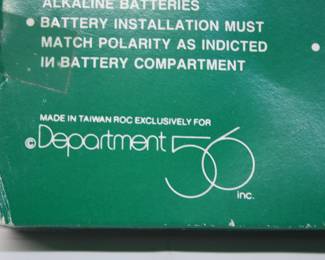 ALKALINE BATTERIES
• BATTERY INSTALLATION MUST
MATCH POLARITY AS INDICTED
IN BATTERY COMPARTMENT
MADE IN TAIWAN ROC EXCLUSIVELY FOR
© Department 56
inc.